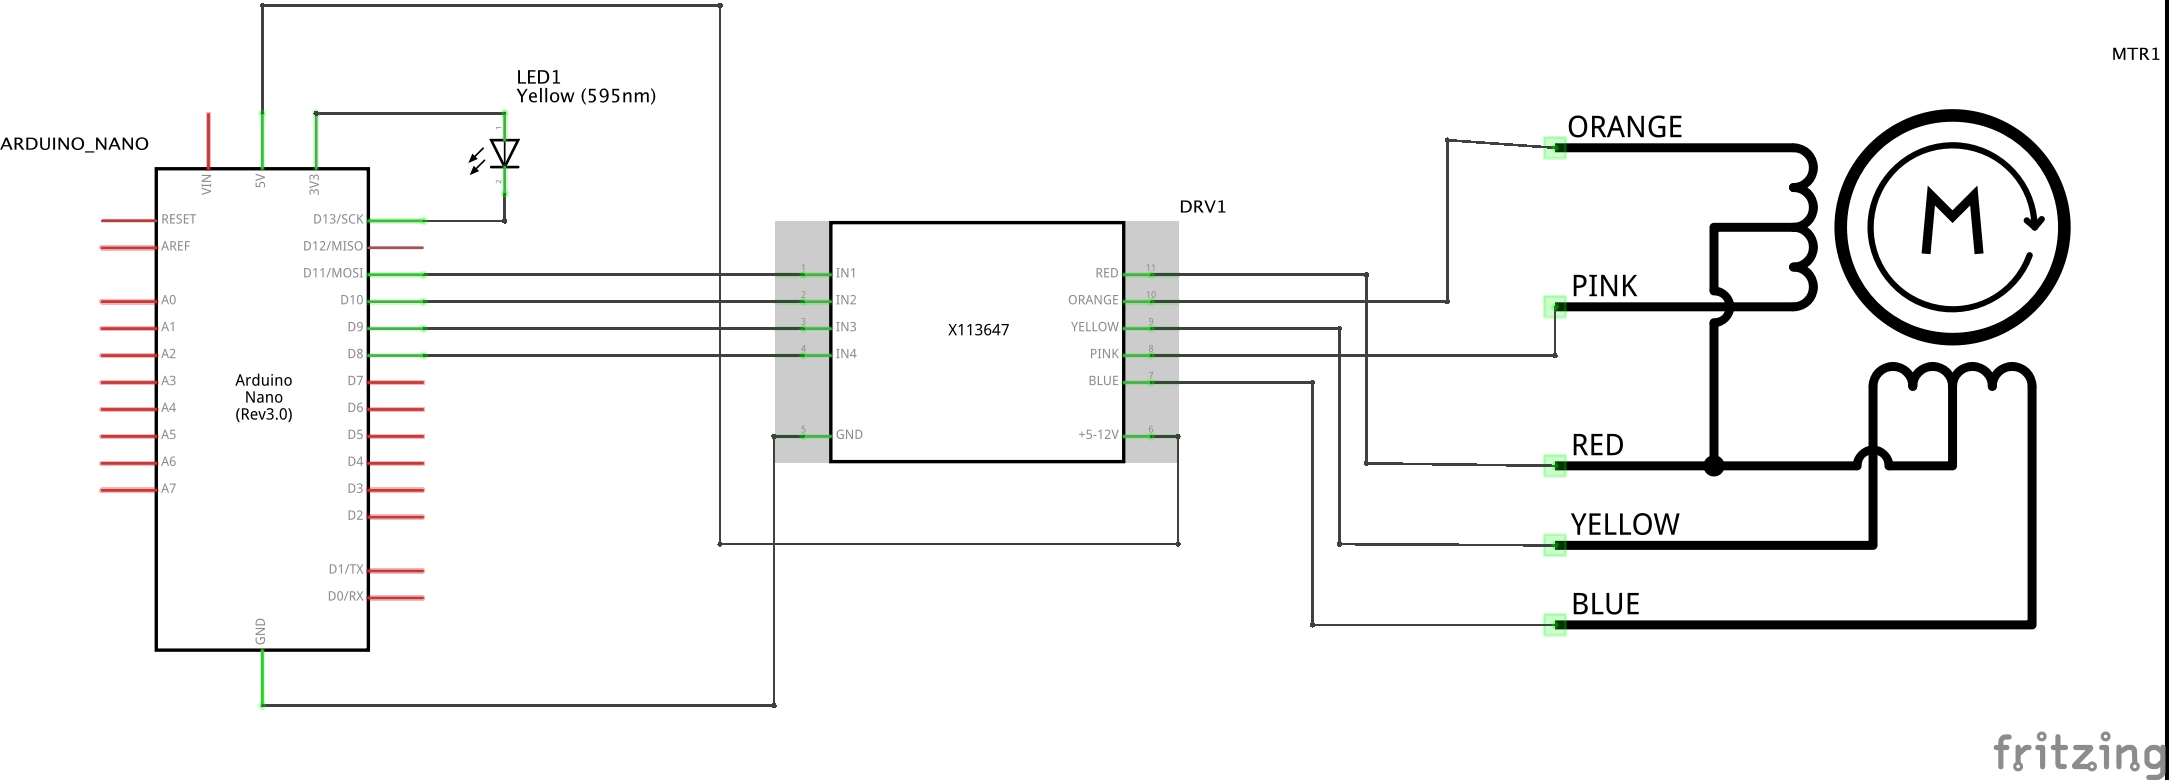 MTR1
LED1
Yellow (595nm)
ARDUINO_NANO
VIN
5V
3V3
RESET
AREF
A0
A1
A2
A3
A4
A5
A6
A7
D13/SCK
D12/MISO
D11/MOSI
D10
D9
D8
D7
D6
D5
D4
D3
D2
D1/TX
D0/RX
GND
Arduino
Nano
(Rev3.0)
1
2
DRV1
1
2
3
4
5
IN1
IN2
IN3
IN4
GND
X113647
RED
ORANGE
YELLOW
PINK
BLUE
+5-12V
11
10
9
8
7
6
ORANGE
PINK
RED
YELLOW
BLUE
M
fritzing